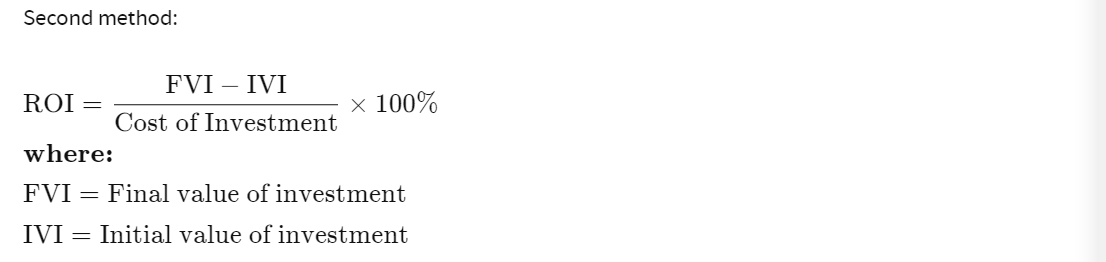 Second method:
ROI = FVI − IVI / Cost of Investment × 100%
where:
FVI = Final value of investment
IVI = Initial value of investment